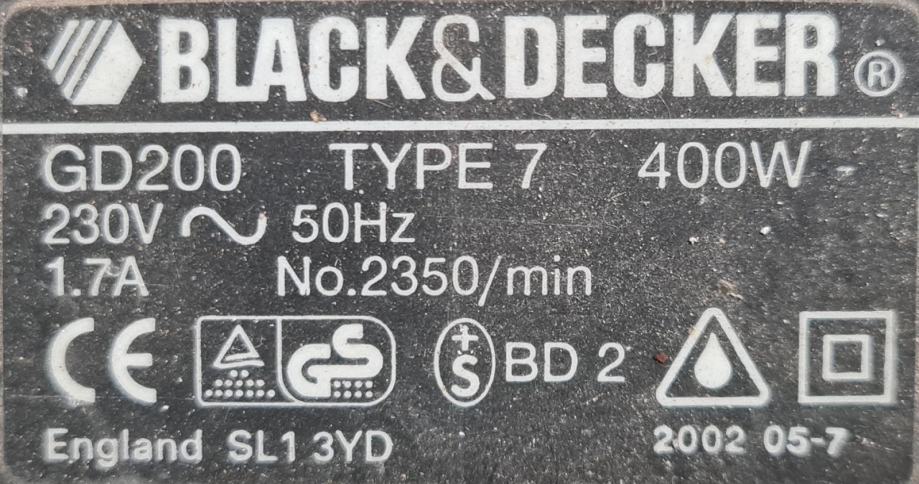 BLACK&DECKER®
GD200 TYPE 7 400W
230V ~ 50Hz
1.7A No.2350/min
CE GS +S BD 2
England SL1 3YD 2002 05-7